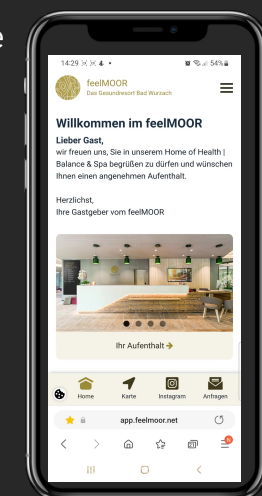 e
14:29
54%
feelMOOR
Das Gesundresort Bad Wurzach
Willkommen im feelMOOR
Lieber Gast,
wir freuen uns, Sie in unserem Home of Health |
Balance & Spa begrüßen zu dürfen und wünschen
Ihnen einen angenehmen Aufenthalt.
Herzlichst,
Ihre Gastgeber vom feelMOOR
Ihr Aufenthalt →
Home Karte Instagram Anfragen
app.feelmoor.net